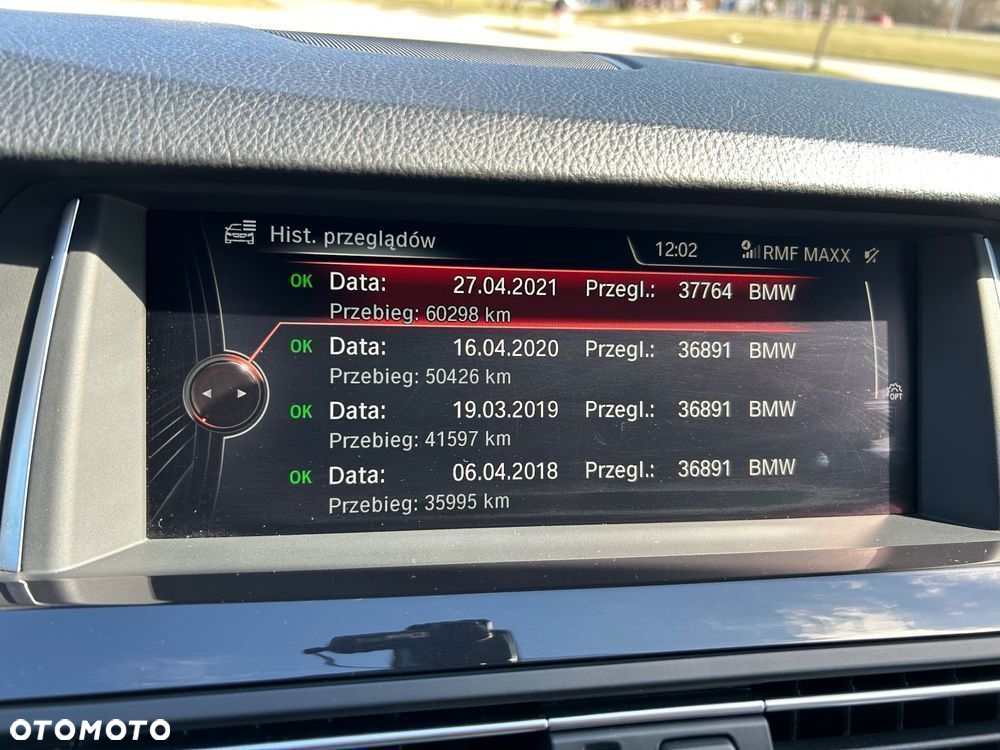 Hist. przeglądów 12:02 RMF MAXX
OK Data: 27.04.2021 Przegl.: 37764 BMW
Przebieg: 60298 km
OK Data: 16.04.2020 Przegl.: 36891 BMW
Przebieg: 50426 km
OPT
OK Data: 19.03.2019 Przegl.: 36891 BMW
Przebieg: 41597 km
OK Data: 06.04.2018 Przegl.: 36891 BMW
Przebieg: 35995 km
OTOMOTO